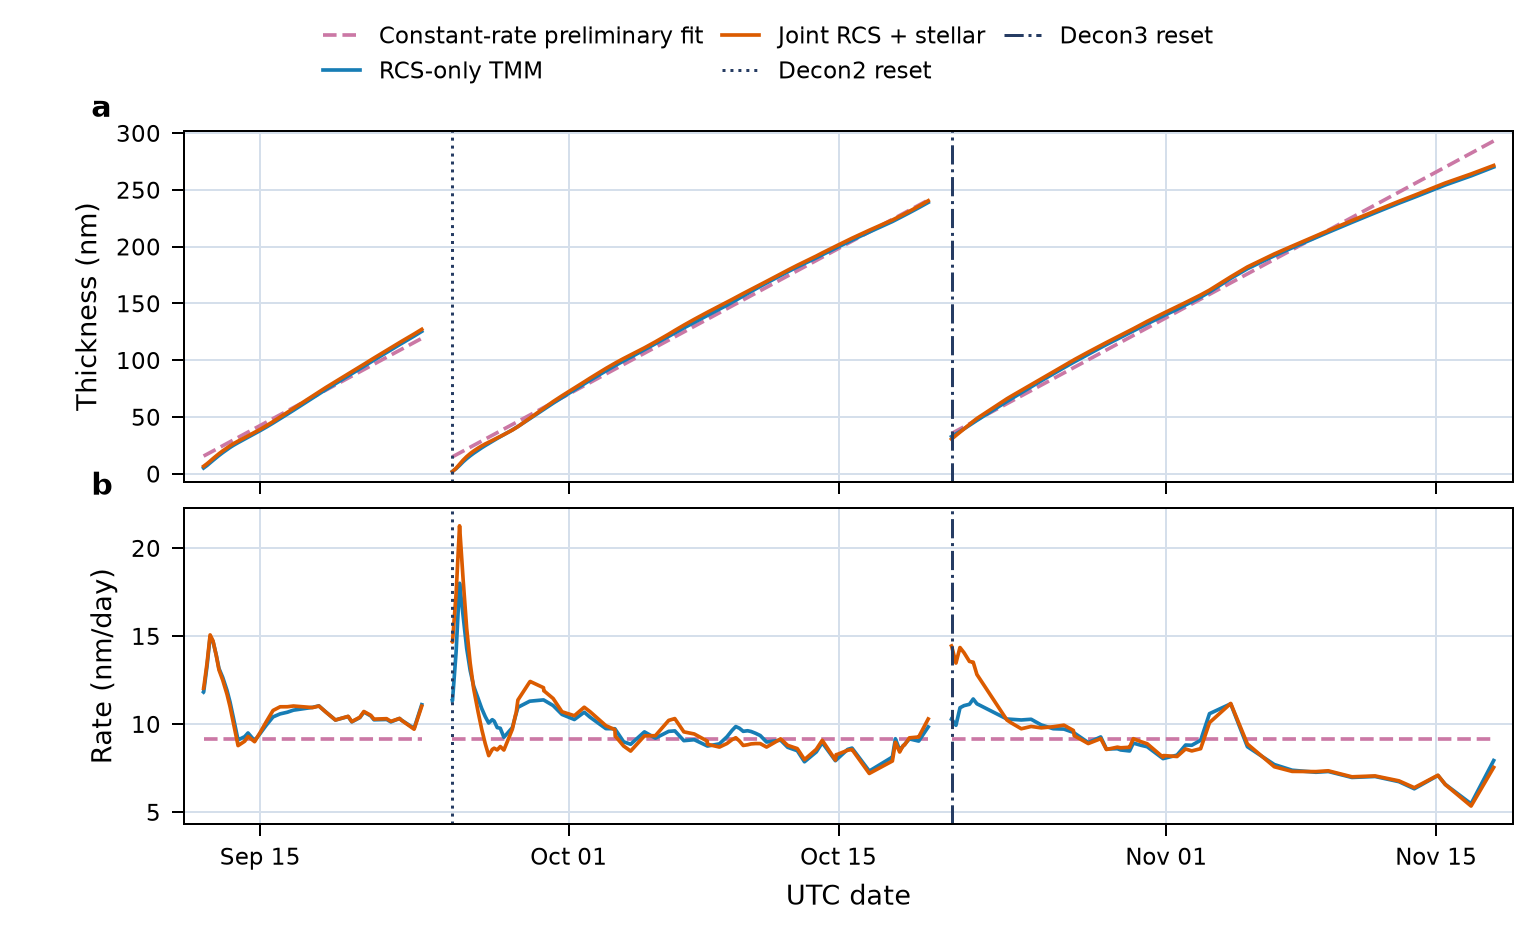 Constant-rate preliminary fit
Joint RCS + stellar
Decon3 reset
RCS-only TMM
Decon2 reset
a
300
250
200
150
100
50
0
Thickness (nm)
b
20
15
10
5
Rate (nm/day)
Sep 15
Oct 01
Oct 15
Nov 01
Nov 15
UTC date